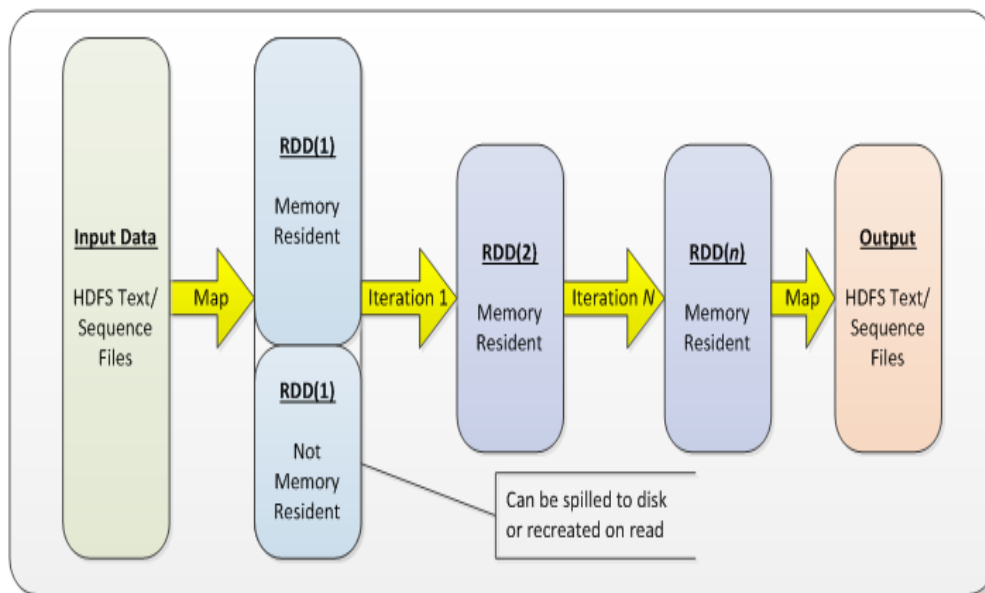 Input Data
HDFS Text/
Sequence
Files
Map
RDD(1)
Memory
Resident
RDD(1)
Not
Memory
Resident
Iteration 1
RDD(2)
Memory
Resident
Iteration N
RDD(n)
Memory
Resident
Map
Output
HDFS Text/
Sequence
Files
Can be spilled to disk
or recreated on read